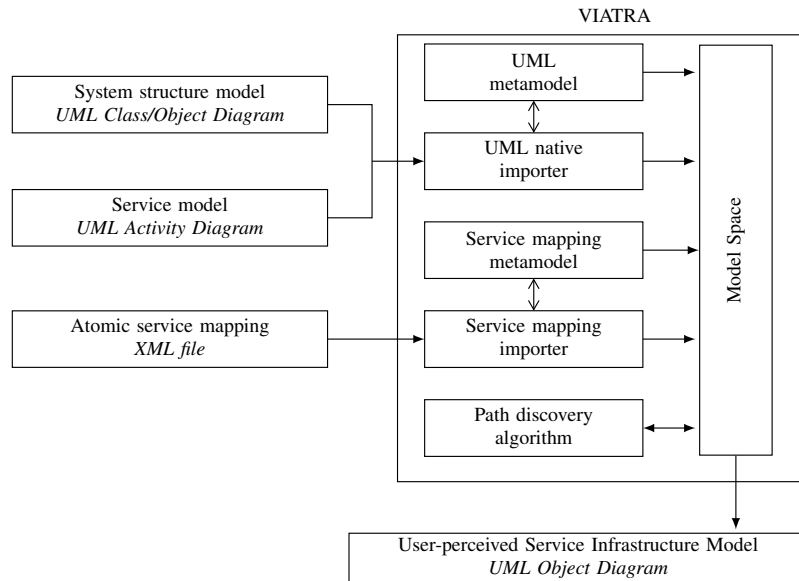 VIATRA
System structure model
UML Class/Object Diagram
Service model
UML Activity Diagram
Atomic service mapping
XML file
UML
metamodel
UML native
importer
Service mapping
metamodel
Service mapping
importer
Path discovery
algorithm
Model Space
User-perceived Service Infrastructure Model
UML Object Diagram